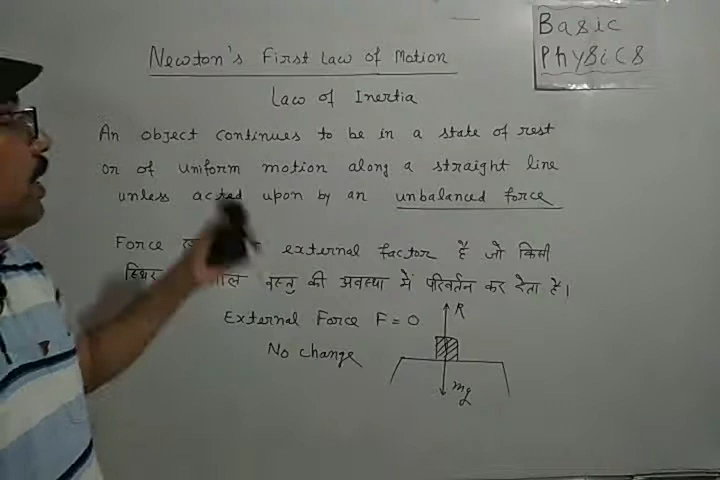 Basic
Physics
Newton's First Law of Motion
Law of Inertia
An object continues to be in a state of rest
or of uniform motion along a straight line
unless acted upon by an unbalanced force
Force external factor है जो किसी
स्थिर वस्तु की अवस्था में परिवर्तन कर देता है।
External Force F = 0
No change
R
mg